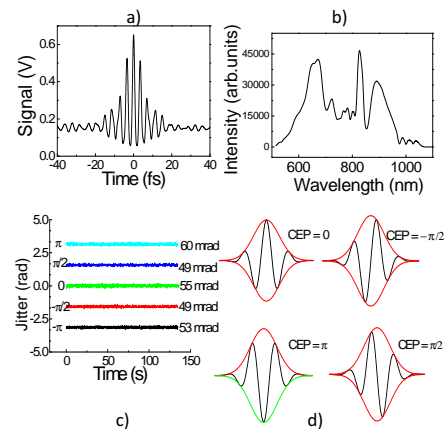 a)
b)
Signal (V)
0.6
0.4
0.2
0.0
-40 -20 0 20 40
Time (fs)
Intensity (arb.units)
45000
30000
15000
0
600 800 1000
Wavelength (nm)
Jitter (rad)
5.0
2.5
0.0
-2.5
-5.0
π 60 mrad
π/2 49 mrad
0 55 mrad
-π/2 49 mrad
-π 53 mrad
0 50 100 150
Time (s)
CEP = 0
CEP = -π/2
CEP = π
CEP = π/2
c)
d)